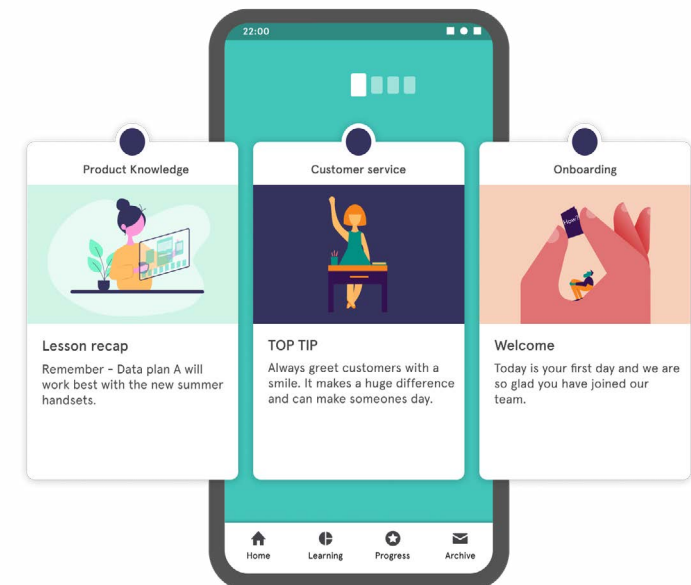 22:00
Product Knowledge
Lesson recap
Remember - Data plan A will
work best with the new summer
handsets.
Customer service
TOP TIP
Always greet customers with a
smile. It makes a huge difference
and can make someones day.
Onboarding
How?
Welcome
Today is your first day and we are
so glad you have joined our
team.
Home
Learning
Progress
Archive